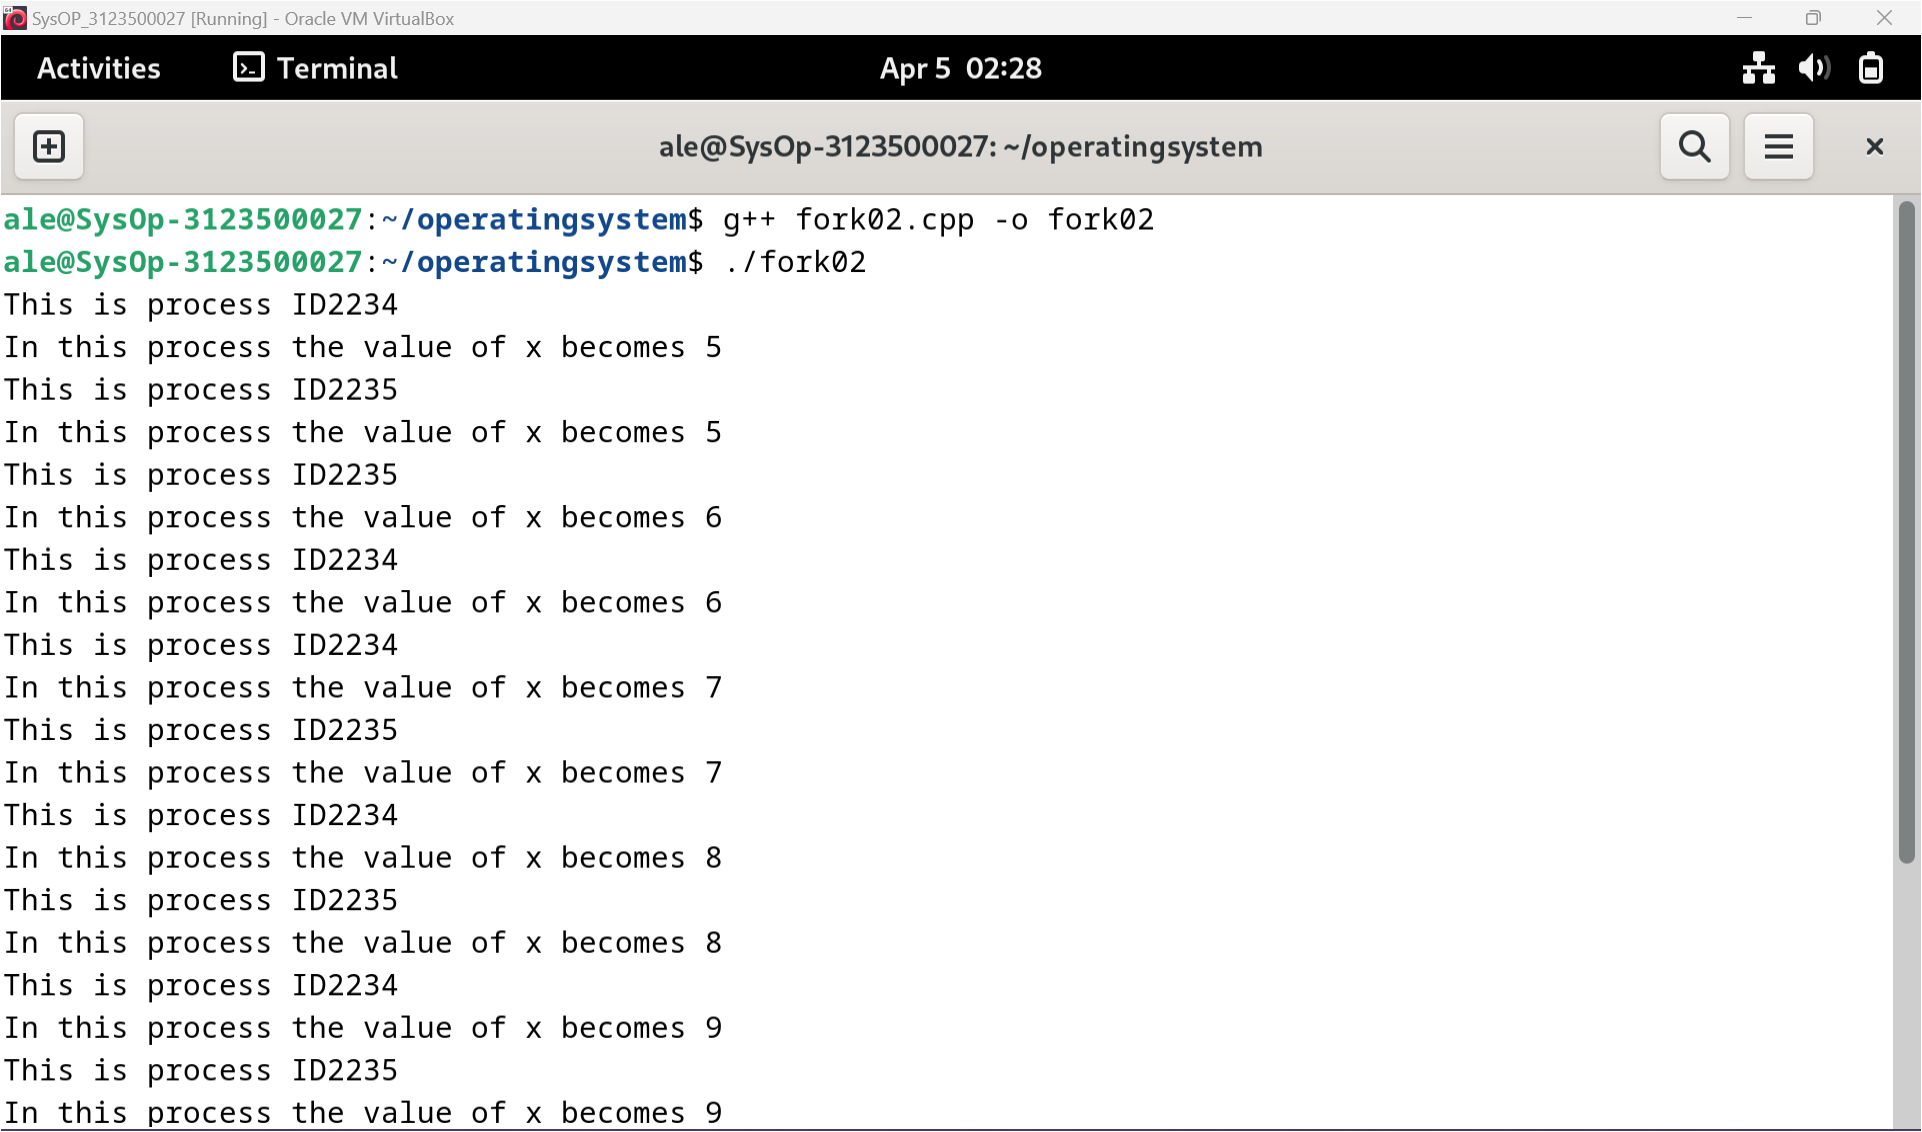 SysOP_3123500027 [Running] - Oracle VM VirtualBox
Activities Terminal Apr 5 02:28
ale@SysOp-3123500027: ~/operatingsystem
ale@SysOp-3123500027:~/operatingsystem$ g++ fork02.cpp -o fork02
ale@SysOp-3123500027:~/operatingsystem$ ./fork02
This is process ID2234
In this process the value of x becomes 5
This is process ID2235
In this process the value of x becomes 5
This is process ID2235
In this process the value of x becomes 6
This is process ID2234
In this process the value of x becomes 6
This is process ID2234
In this process the value of x becomes 7
This is process ID2235
In this process the value of x becomes 7
This is process ID2234
In this process the value of x becomes 8
This is process ID2235
In this process the value of x becomes 8
This is process ID2234
In this process the value of x becomes 9
This is process ID2235
In this process the value of x becomes 9